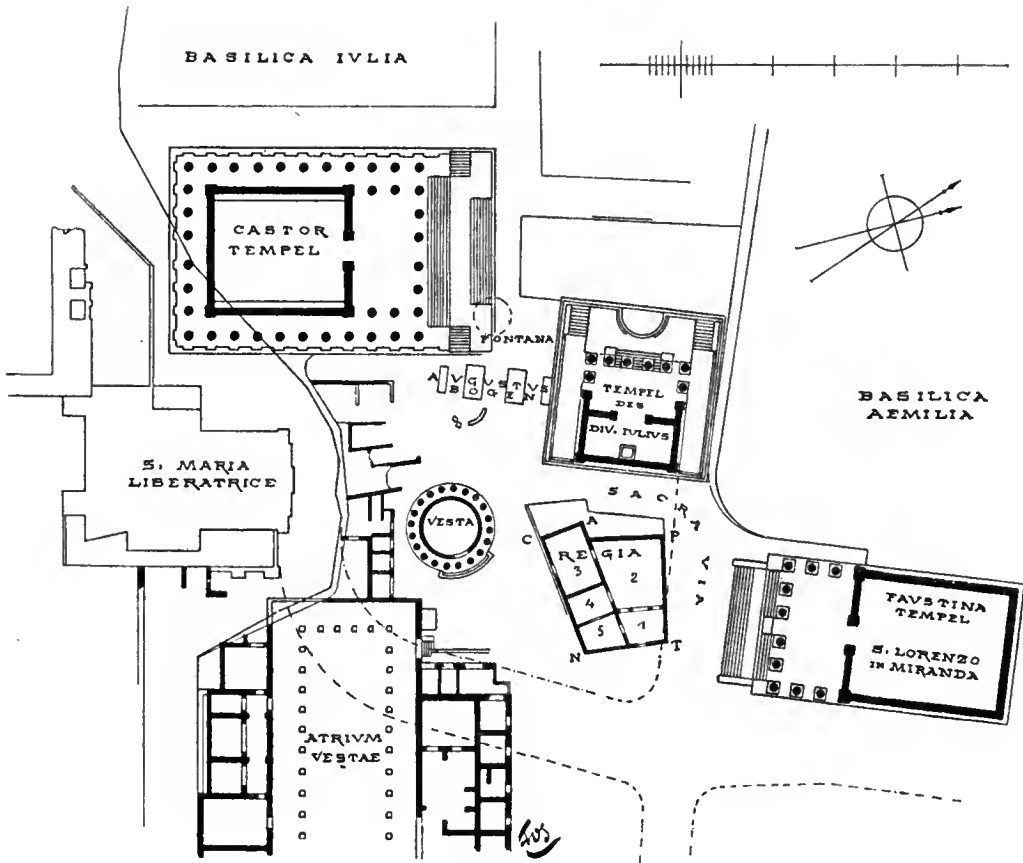 BASILICA IVLIA
CASTOR
TEMPEL
FONTANA
AVGVSTVS
BOGEN
TEMPEL
DES
DIV. IULIUS
BASILICA
AEMILIA
S. MARIA
LIBERATRICE
VESTA
SACRA VIA
C
A
P
REGIA
3
2
4
5
1
N
T
FAVSTINA
TEMPEL
S. LORENZO
IN MIRANDA
ATRIVM
VESTAE